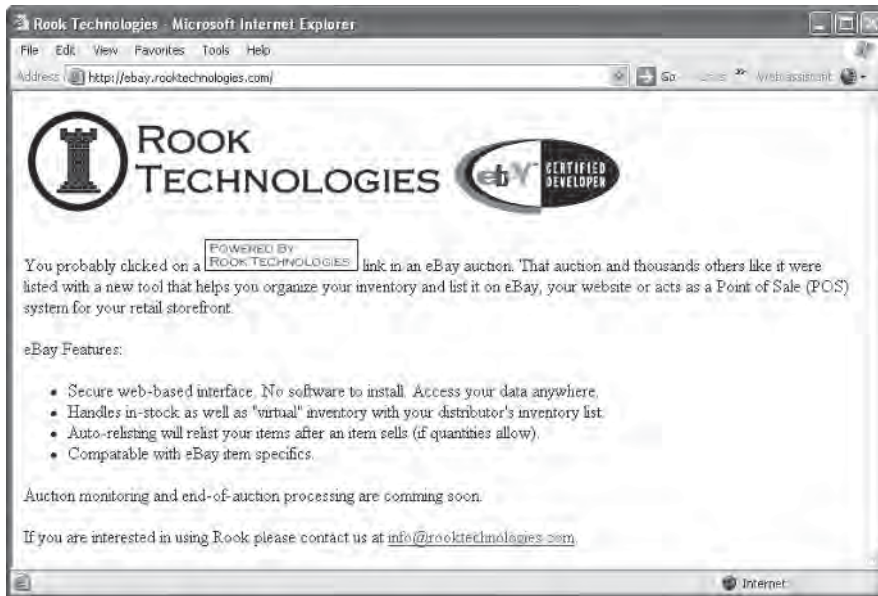 Rook Technologies - Microsoft Internet Explorer
File Edit View Favorites Tools Help
Address http://ebay.rooktechnologies.com/ Go Links » Web assistant
ROOK
TECHNOLOGIES
ebY CERTIFIED
DEVELOPER
POWERED BY
You probably clicked on a ROOK TECHNOLOGIES link in an eBay auction. That auction and thousands others like it were
listed with a new tool that helps you organize your inventory and list it on eBay, your website or acts as a Point of Sale (POS)
system for your retail storefront.
eBay Features:
• Secure web-based interface. No software to install. Access your data anywhere.
• Handles in-stock as well as "virtual" inventory with your distributor's inventory list.
• Auto-relisting will relist your items after an item sells (if quantities allow).
• Compatable with eBay item specifics.
Auction monitoring and end-of-auction processing are comming soon.
If you are interested in using Rook please contact us at info@rooktechnologies.com.
Internet